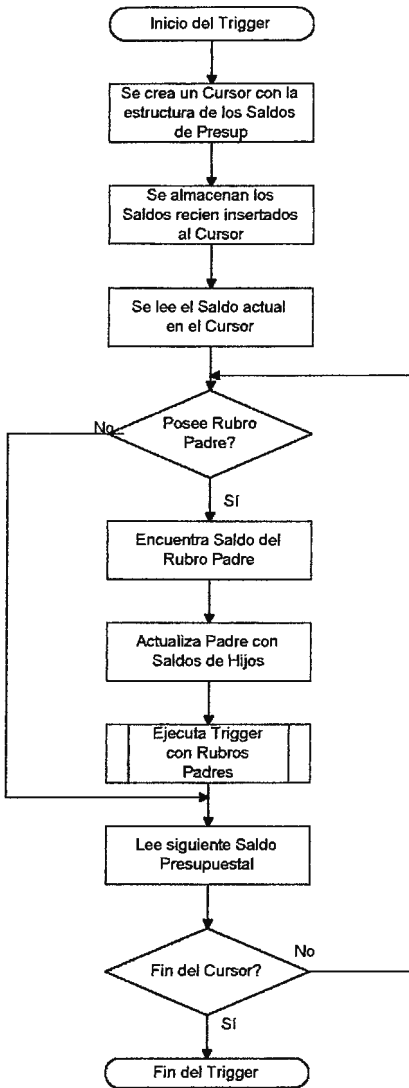 Inicio del Trigger
Se crea un Cursor con la
estructura de los Saldos
de Presup
Se almacenan los
Saldos recien insertados
al Cursor
Se lee el Saldo actual
en el Cursor
Posee Rubro
Padre?
No
Sí
Encuentra Saldo del
Rubro Padre
Actualiza Padre con
Saldos de Hijos
Ejecuta Trigger
con Rubros
Padres
Lee siguiente Saldo
Presupuestal
Fin del Cursor?
No
Sí
Fin del Trigger